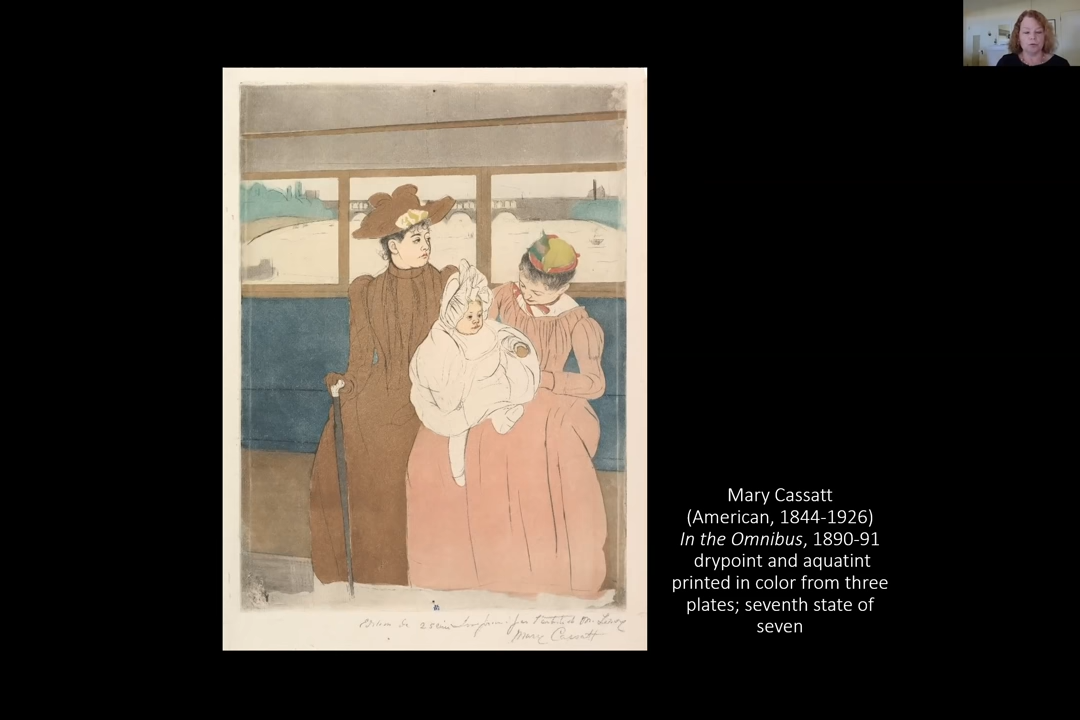 Mary Cassatt
(American, 1844-1926)
In the Omnibus, 1890-91
drypoint and aquatint
printed in color from three
plates; seventh state of
seven
Mary Cassatt